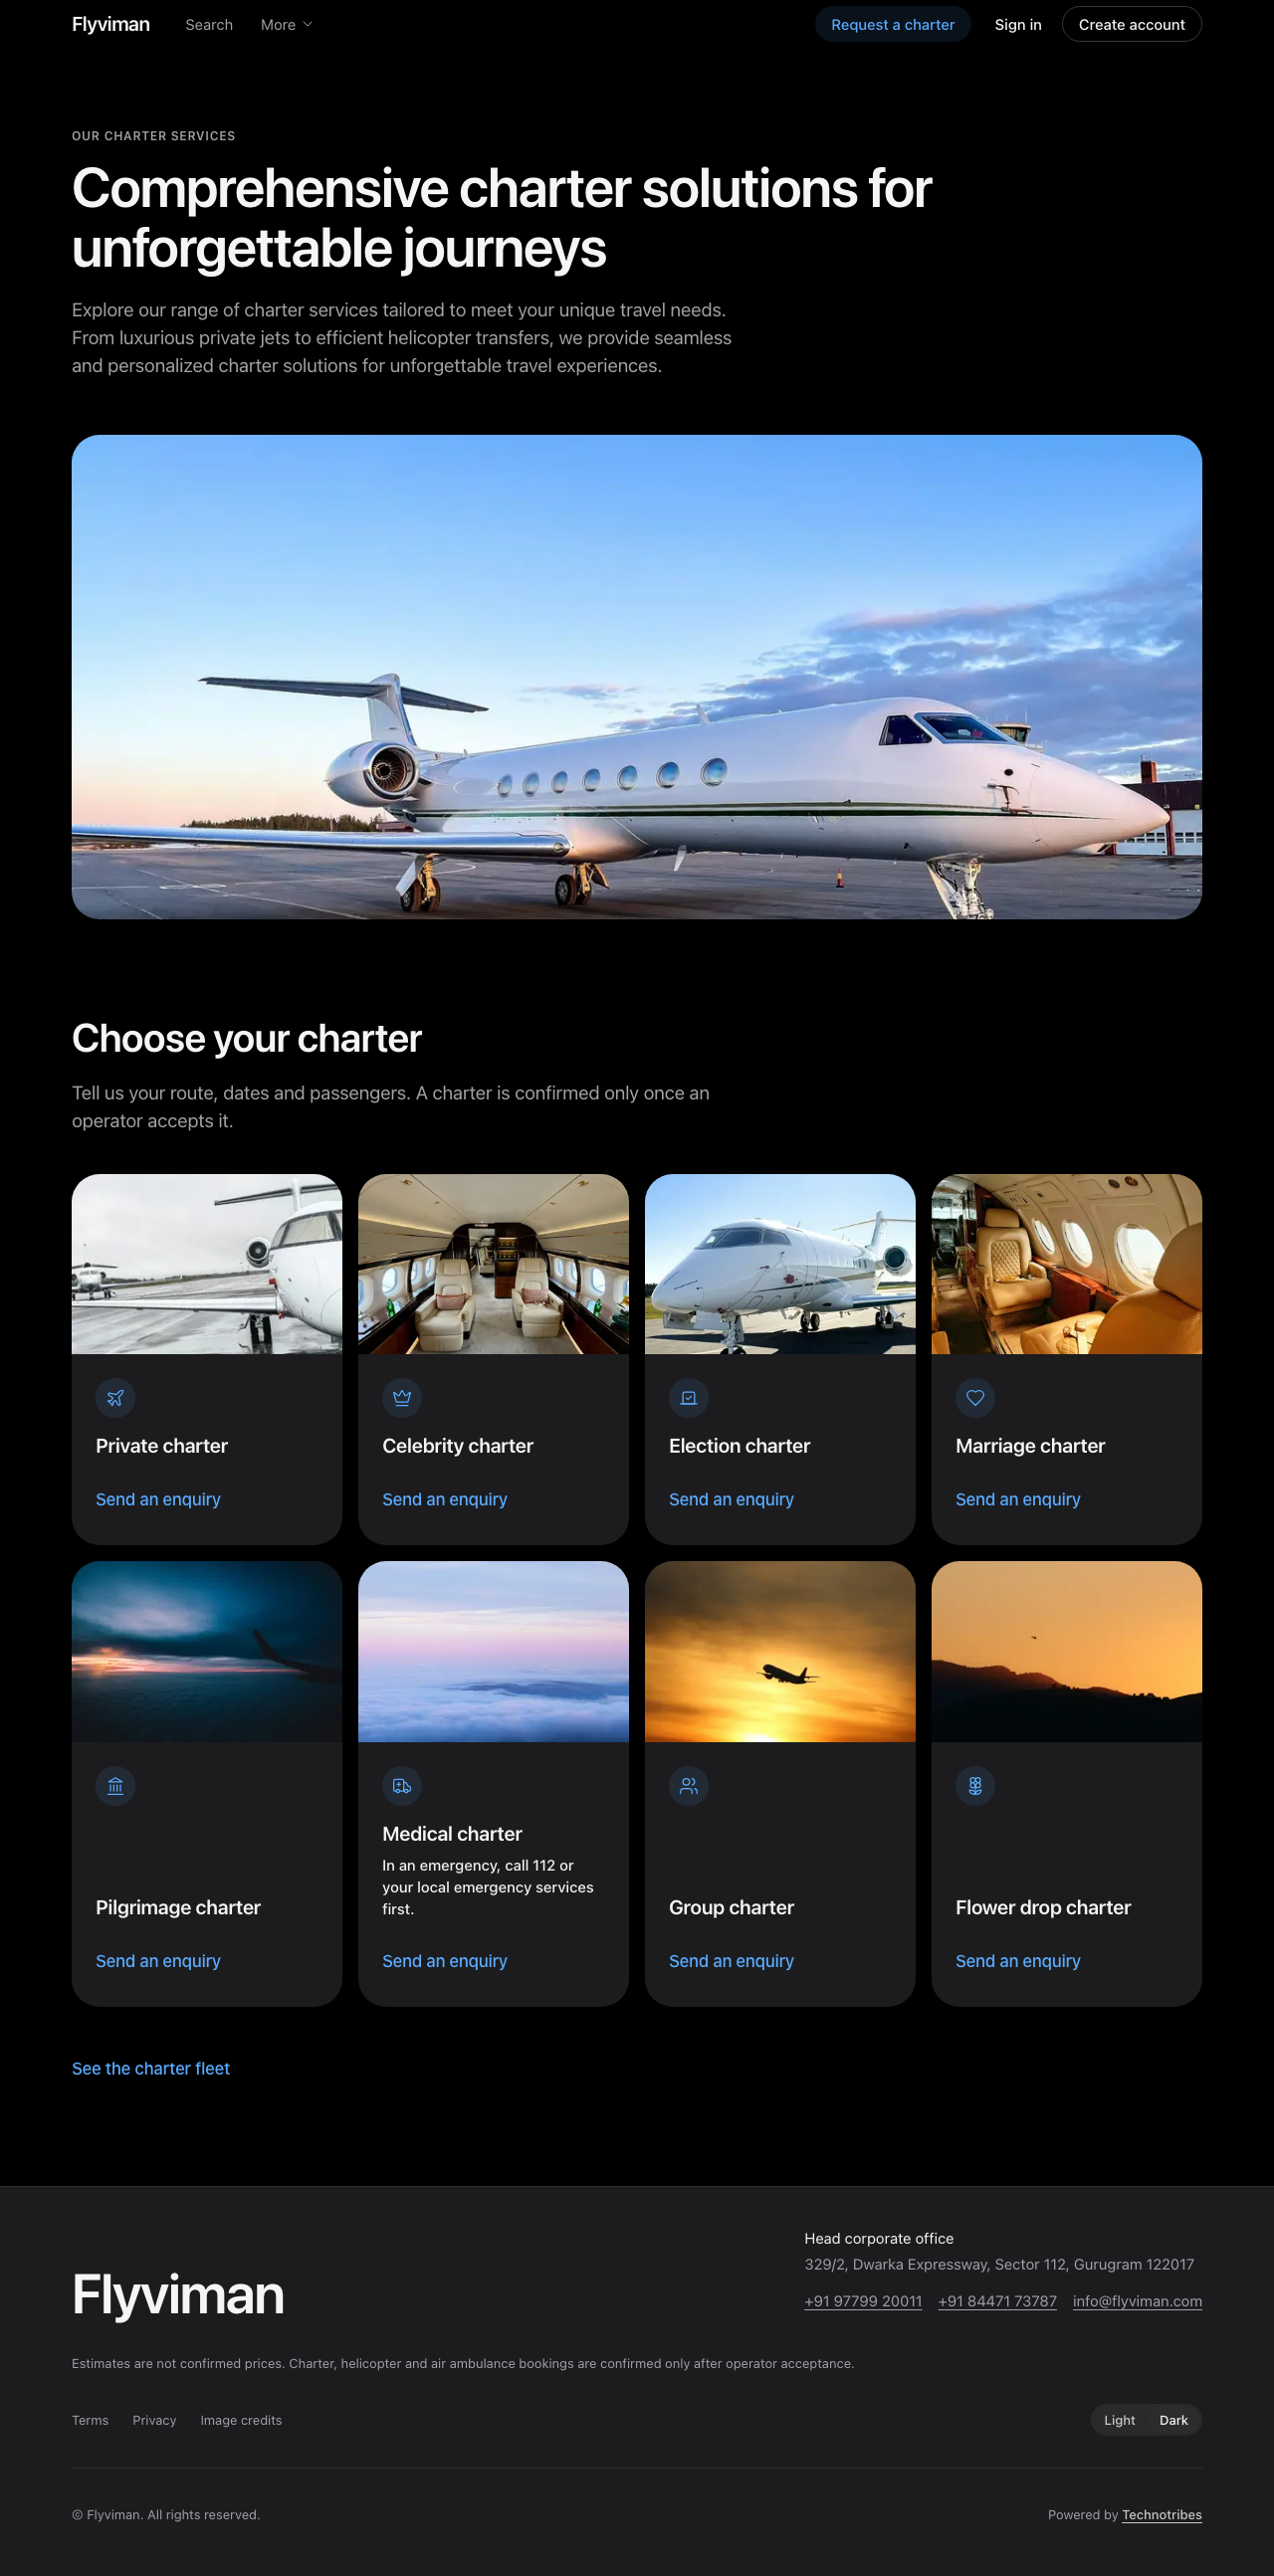 Flyviman
Search
More
Request a charter
Sign in
Create account
OUR CHARTER SERVICES
Comprehensive charter solutions for
unforgettable journeys
Explore our range of charter services tailored to meet your unique travel needs.
From luxurious private jets to efficient helicopter transfers, we provide seamless
and personalized charter solutions for unforgettable travel experiences.
Choose your charter
Tell us your route, dates and passengers. A charter is confirmed only once an
operator accepts it.
Private charter
Send an enquiry
Celebrity charter
Send an enquiry
Election charter
Send an enquiry
Marriage charter
Send an enquiry
Pilgrimage charter
Send an enquiry
Medical charter
In an emergency, call 112 or
your local emergency services
first.
Send an enquiry
Group charter
Send an enquiry
Flower drop charter
Send an enquiry
See the charter fleet
Flyviman
Head corporate office
329/2, Dwarka Expressway, Sector 112, Gurugram 122017
+91 97799 20011
+91 84471 73787
info@flyviman.com
Estimates are not confirmed prices. Charter, helicopter and air ambulance bookings are confirmed only after operator acceptance.
Terms
Privacy
Image credits
Light
Dark
© Flyviman. All rights reserved.
Powered by Technotribes